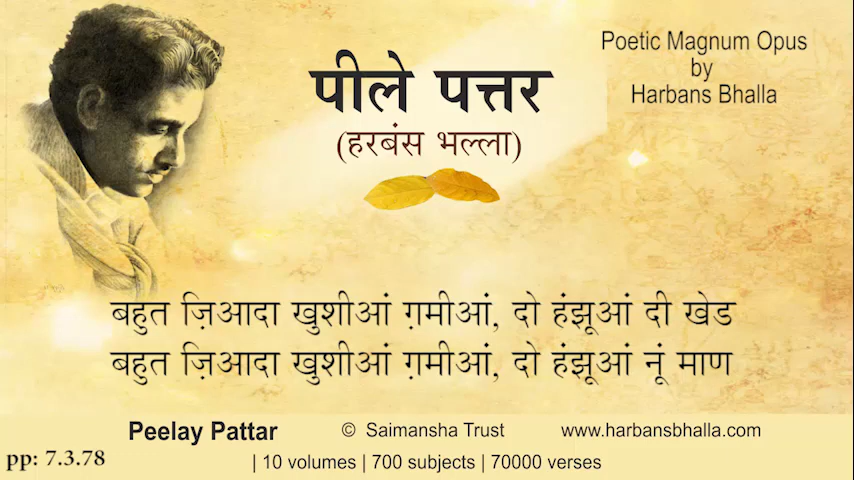 पीले पत्तर
(हरबंस भल्ला)
Poetic Magnum Opus
by
Harbans Bhalla
बहुत ज़िआदा खुशीआं ग़मीआं, दो हंझूआं दी खेड
बहुत ज़िआदा खुशीआं ग़मीआं, दो हंझूआं नूं माण
Peelay Pattar © Saimansha Trust www.harbansbhalla.com
pp: 7.3.78 | 10 volumes | 700 subjects | 70000 verses